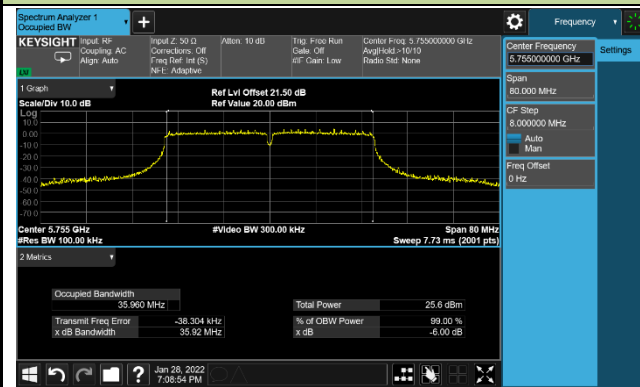 Spectrum Analyzer 1
Occupied BW
Frequency
KEYSIGHT
Input: RF
Coupling: AC
Align: Auto
Input Z: 50 Ω
Corrections: Off
Freq Ref: Int (S)
NFE: Adaptive
Atten: 10 dB
Trig: Free Run
Gate: Off
#IF Gain: Low
Center Freq: 5.755000000 GHz
Avg|Hold:>10/10
Radio Std: None
LV
Center Frequency
5.755000000 GHz
Settings
Span
80.000 MHz
CF Step
8.000000 MHz
Auto
Man
Freq Offset
0 Hz
1 Graph
Scale/Div 10.0 dB
Ref Lvl Offset 21.50 dB
Ref Value 20.00 dBm
Log
10.0
0.00
-10.0
-20.0
-30.0
-40.0
-50.0
-60.0
-70.0
Center 5.755 GHz
#Res BW 100.00 kHz
#Video BW 300.00 kHz
Span 80 MHz
Sweep 7.73 ms (2001 pts)
2 Metrics
Occupied Bandwidth
35.960 MHz
Total Power
25.6 dBm
Transmit Freq Error
-38.304 kHz
% of OBW Power
99.00 %
x dB Bandwidth
35.92 MHz
x dB
-6.00 dB
?
Jan 28, 2022
7:08:54 PM